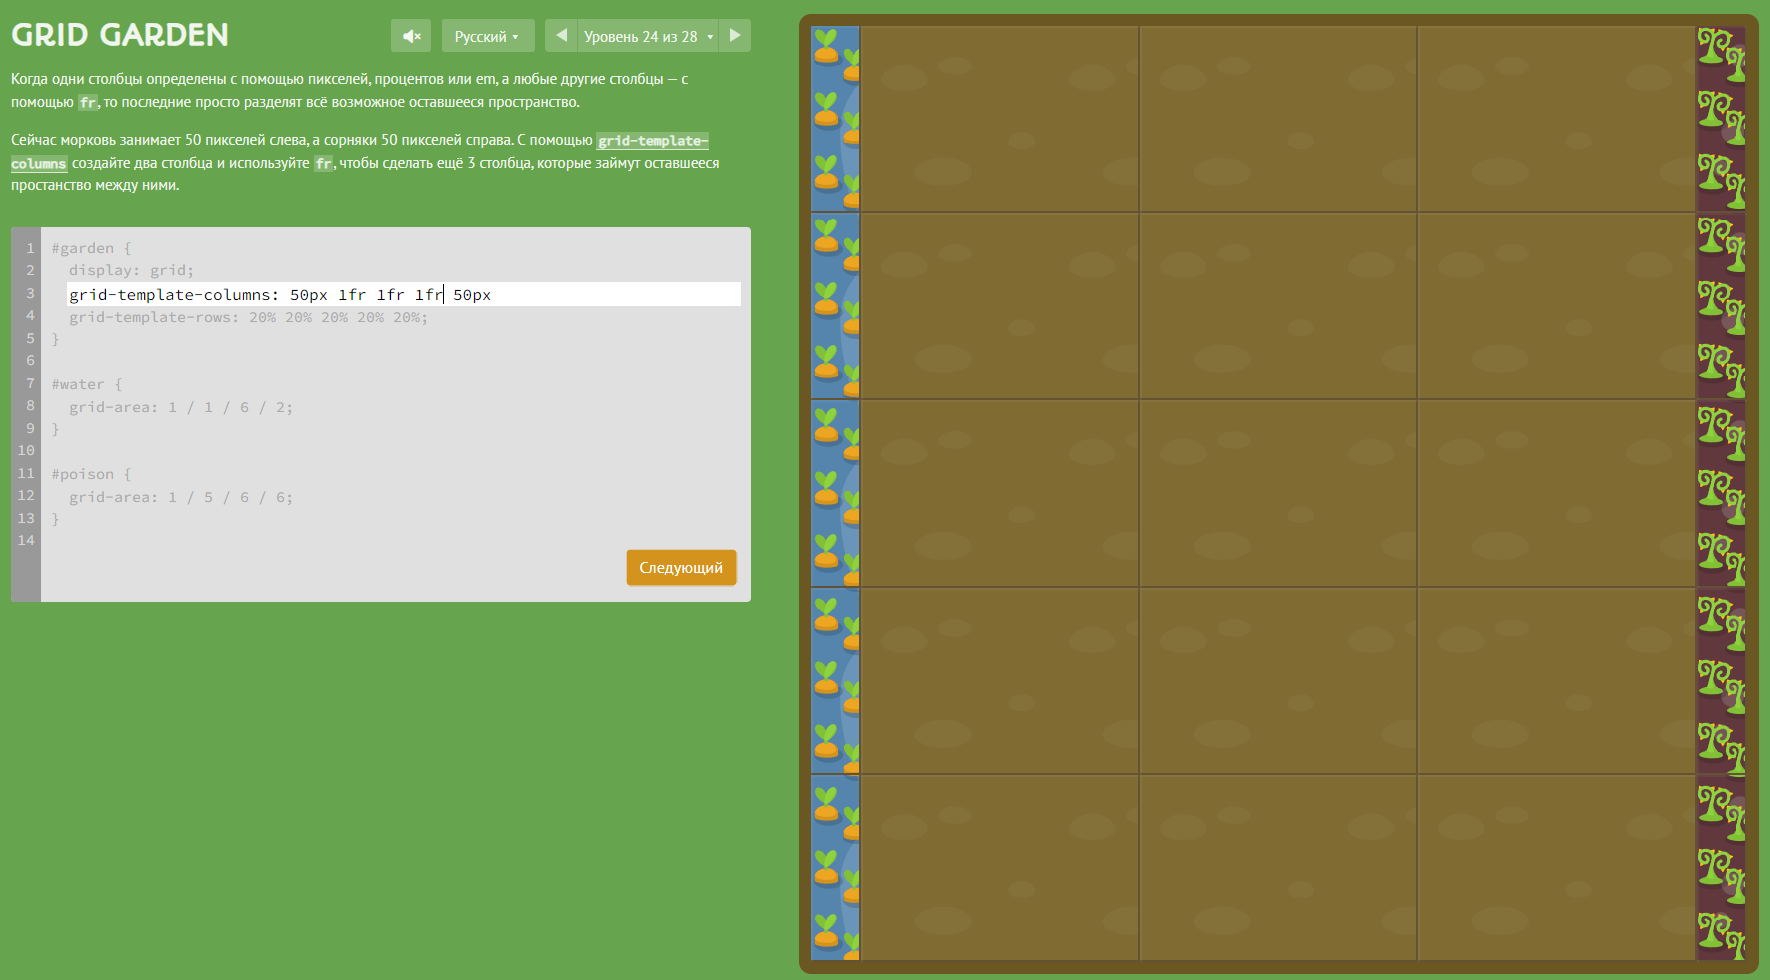 GRID GARDEN
Русский ▾
◀ Уровень 24 из 28 ▾ ▶
Когда одни столбцы определены с помощью пикселей, процентов или em, а любые другие столбцы — с
помощью fr, то последние просто разделят всё возможное оставшееся пространство.
Сейчас морковь занимает 50 пикселей слева, а сорняки 50 пикселей справа. С помощью grid-template-
columns создайте два столбца и используйте fr, чтобы сделать ещё 3 столбца, которые займут оставшееся
простанство между ними.
1 #garden {
2 display: grid;
3 grid-template-columns: 50px 1fr 1fr 1fr 50px
4 grid-template-rows: 20% 20% 20% 20% 20%;
5 }
6
7 #water {
8 grid-area: 1 / 1 / 6 / 2;
9 }
10
11 #poison {
12 grid-area: 1 / 5 / 6 / 6;
13 }
14
Следующий